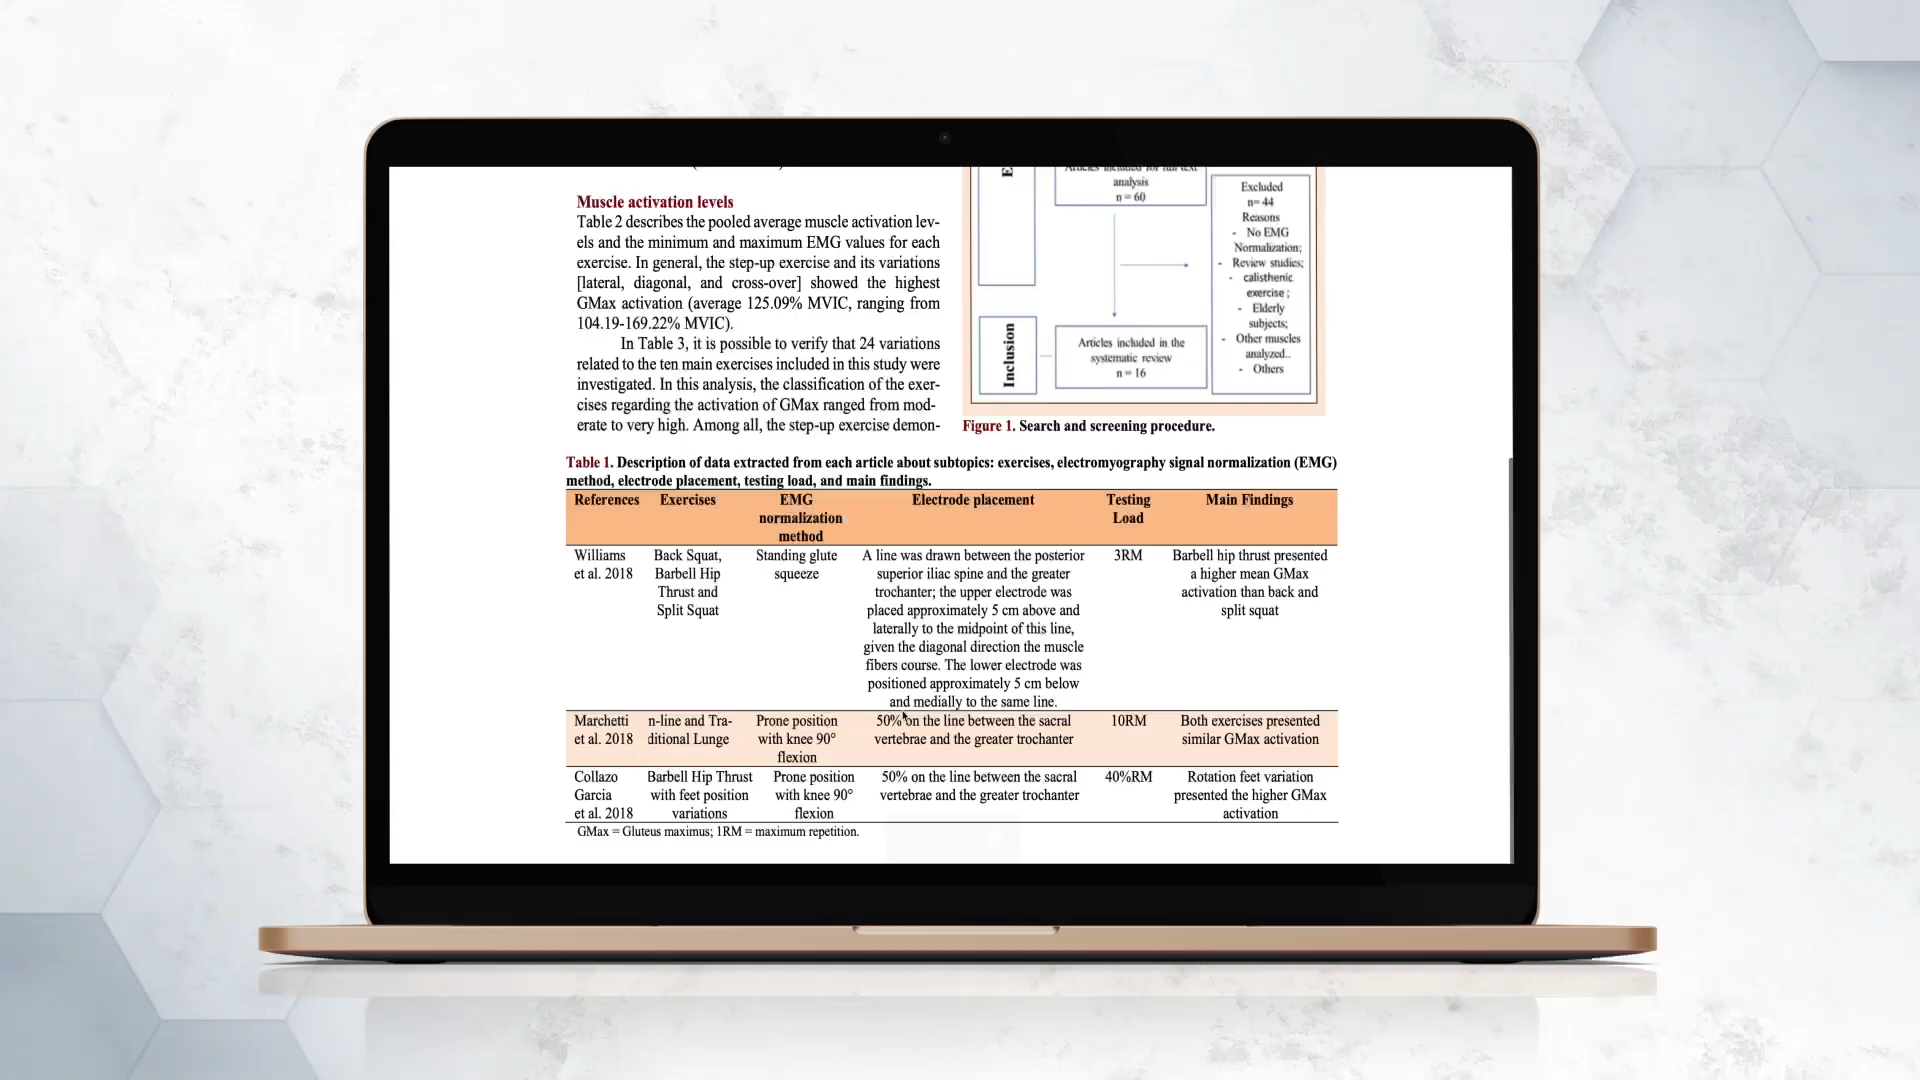 Muscle activation levels
Table 2 describes the pooled average muscle activation lev-
els and the minimum and maximum EMG values for each
exercise. In general, the step-up exercise and its variations
[lateral, diagonal, and cross-over] showed the highest
GMax activation (average 125.09% MVIC, ranging from
104.19-169.22% MVIC).
In Table 3, it is possible to verify that 24 variations
related to the ten main exercises included in this study were
investigated. In this analysis, the classification of the exer-
cises regarding the activation of GMax ranged from mod-
erate to very high. Among all, the step-up exercise demon-
analysis
n = 60
Excluded
n= 44
Reasons
- No EMG
Normalization;
- Review studies;
- calisthenic
exercise ;
- Elderly
subjects;
- Other muscles
analyzed..
- Others
Inclusion
Articles included in the
systematic review
n = 16
Figure 1. Search and screening procedure.
Table 1. Description of data extracted from each article about subtopics: exercises, electromyography signal normalization (EMG)
method, electrode placement, testing load, and main findings.
References Exercises EMG normalization method Electrode placement Testing Load Main Findings
Williams
et al. 2018
Back Squat,
Barbell Hip
Thrust and
Split Squat
Standing glute
squeeze
A line was drawn between the posterior
superior iliac spine and the greater
trochanter; the upper electrode was
placed approximately 5 cm above and
laterally to the midpoint of this line,
given the diagonal direction the muscle
fibers course. The lower electrode was
positioned approximately 5 cm below
and medially to the same line.
3RM
Barbell hip thrust presented
a higher mean GMax
activation than back and
split squat
Marchetti
et al. 2018
n-line and Tra-
ditional Lunge
Prone position
with knee 90°
flexion
50% on the line between the sacral
vertebrae and the greater trochanter
10RM
Both exercises presented
similar GMax activation
Collazo
Garcia
et al. 2018
Barbell Hip Thrust
with feet position
variations
Prone position
with knee 90°
flexion
50% on the line between the sacral
vertebrae and the greater trochanter
40%RM
Rotation feet variation
presented the higher GMax
activation
GMax = Gluteus maximus; 1RM = maximum repetition.